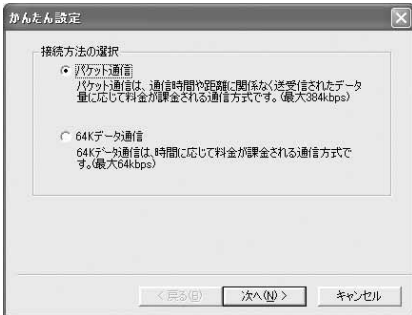 かんたん設定
接続方法の選択
パケット通信
パケット通信は、通信時間や距離に関係なく送受信されたデータ
量に応じて料金が課金される通信方式です。(最大384kbps)
64Kデータ通信
64Kデータ通信は、時間に応じて料金が課金される通信方式で
す。(最大64kbps)
< 戻る(B)
次へ(N) >
キャンセル